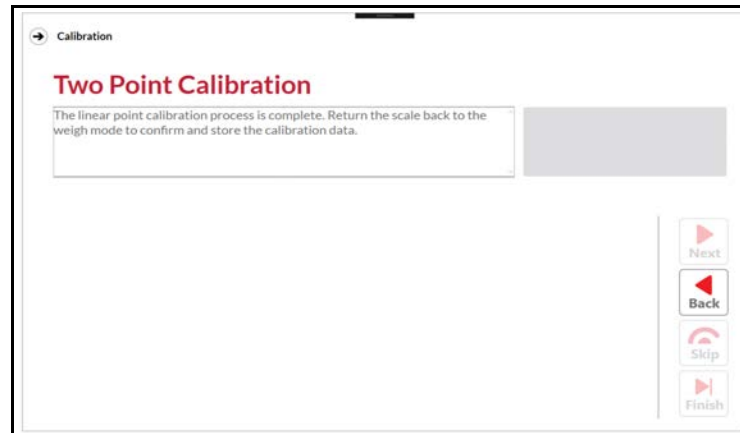 Calibration
Two Point Calibration
The linear point calibration process is complete. Return the scale back to the
weigh mode to confirm and store the calibration data.
Next
Back
Skip
Finish